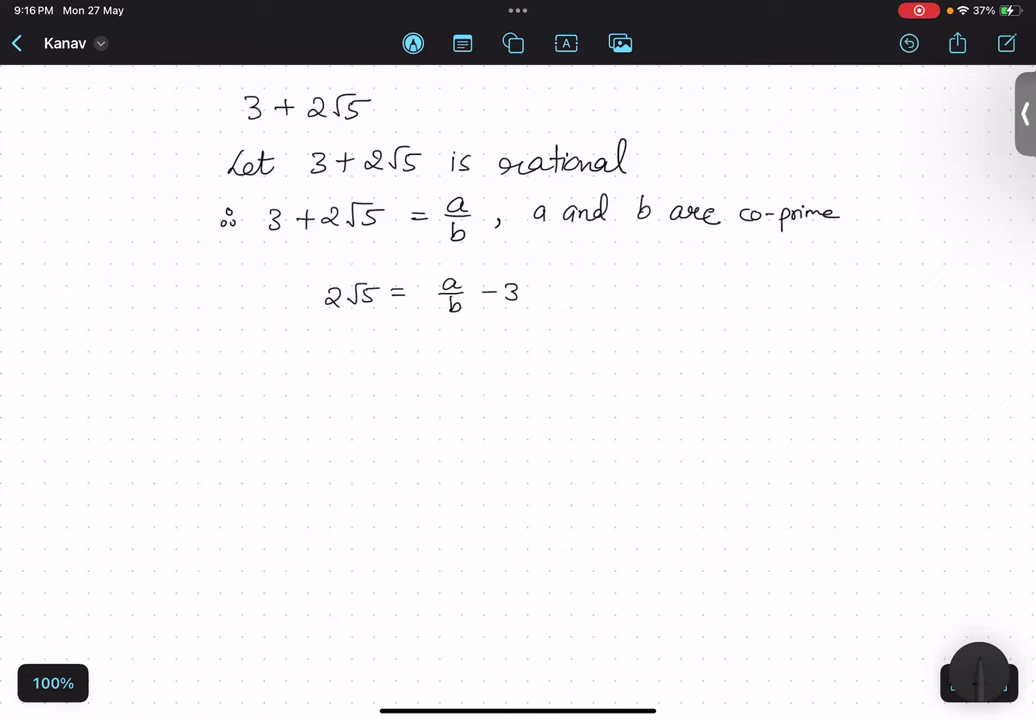 9:16 PM Mon 27 May
37%
Kanav
A
3 + 2√5
Let 3 + 2√5 is rational
∴ 3 + 2√5 = a/b , a and b are co-prime
2√5 = a/b - 3
100%